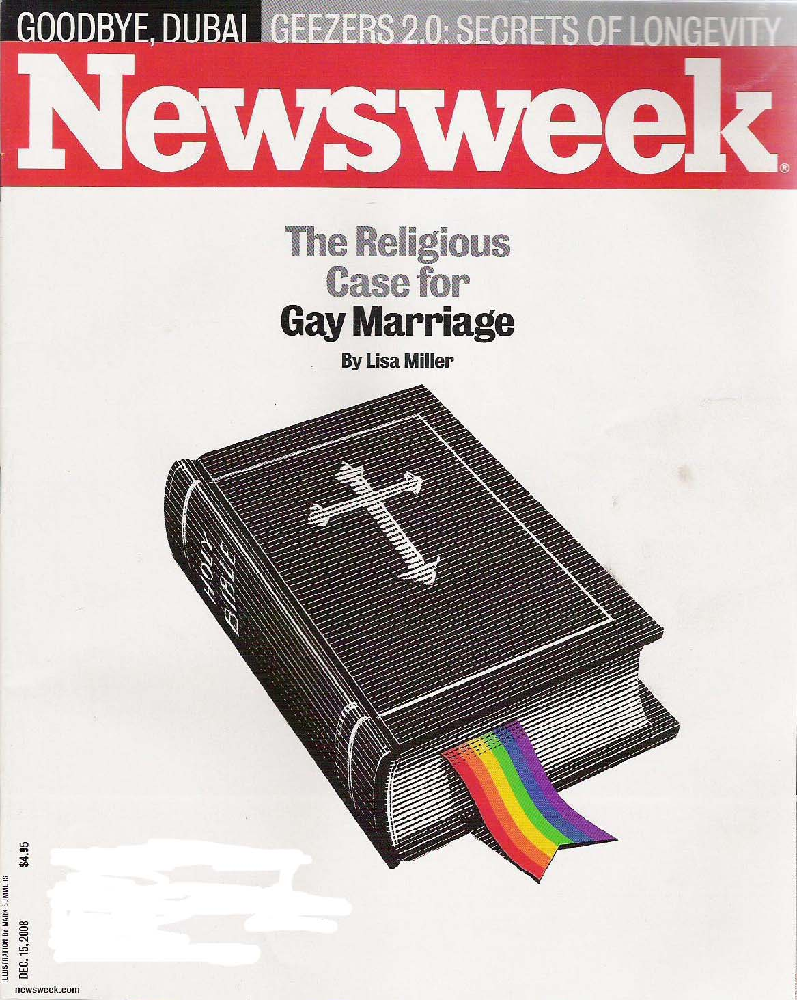 GOODBYE, DUBAI
GEEZERS 2.0: SECRETS OF LONGEVITY
Newsweek®
The Religious
Case for
Gay Marriage
By Lisa Miller
HOLY
BIBLE
$4.95
DEC. 15, 2008
ILLUSTRATION BY MARK SUMMERS
newsweek.com